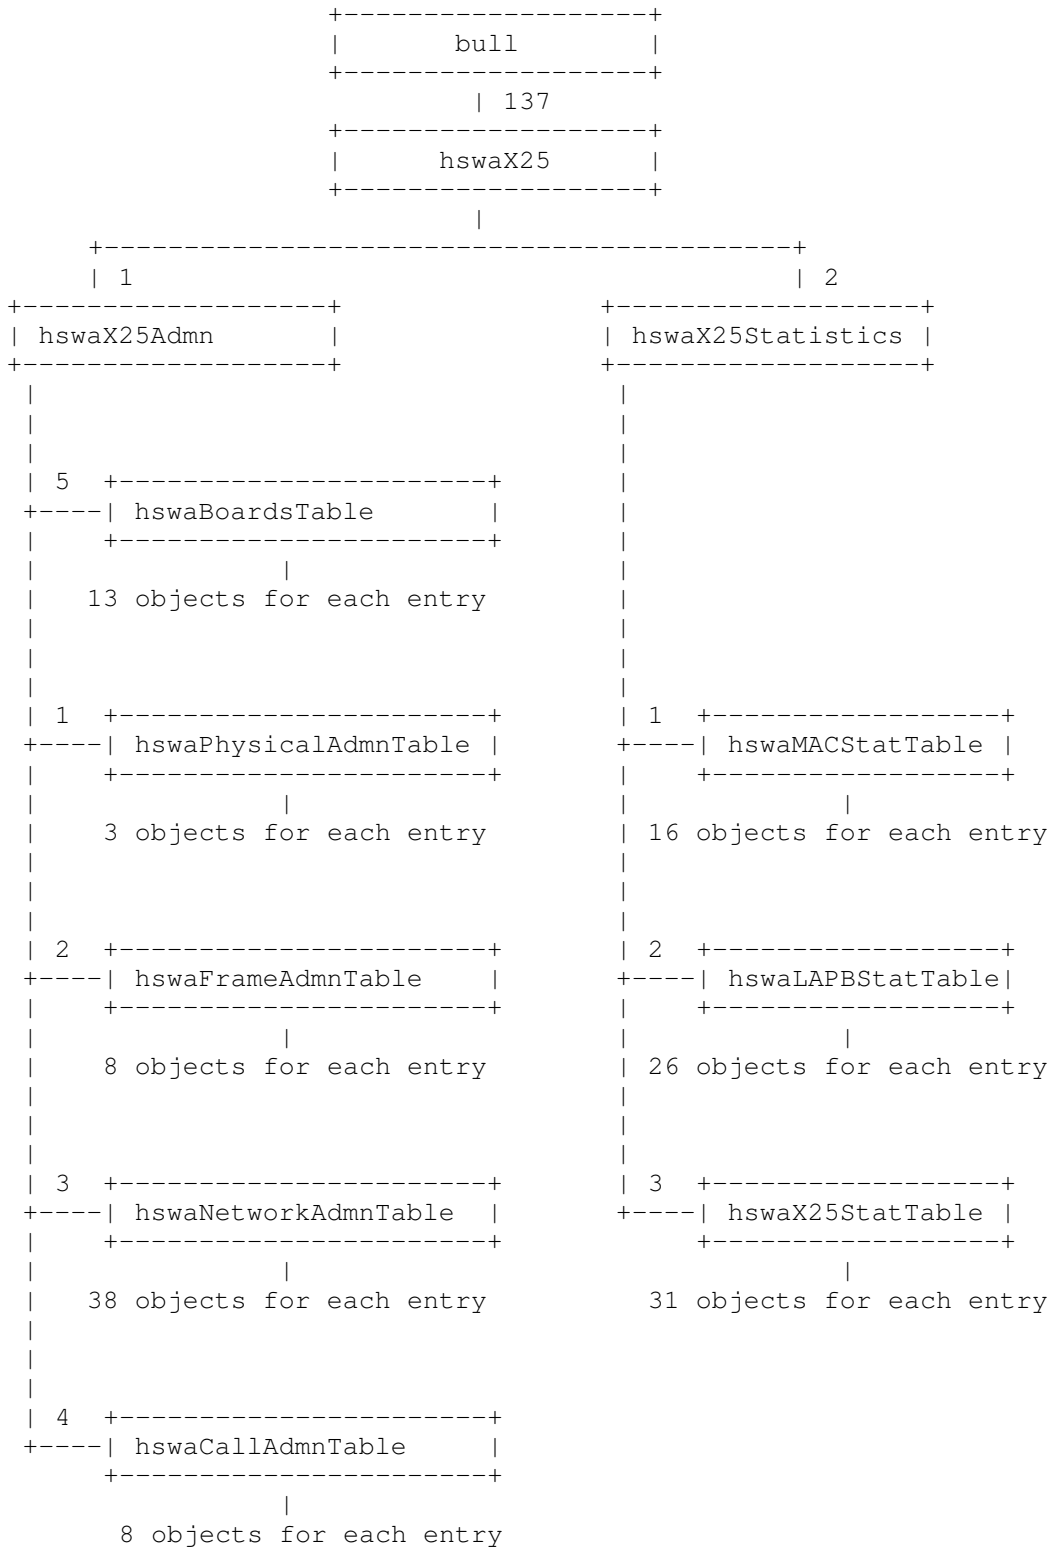 +-------------------+
                    |       bull        |
                    +-------------------+
                             | 137
                    +-------------------+
                    |      hswaX25      |
                    +-------------------+
                             |
     +-------------------------------------------+
     | 1                                         | 2
+-------------------+                +-------------------+
| hswaX25Admn       |                | hswaX25Statistics |
+-------------------+                +-------------------+
 |                                    |
 |                                    |
 |                                    |
 | 5  +-----------------------+       |
 +----| hswaBoardsTable       |       |
 |    +-----------------------+       |
 |               |                    |
 |   13 objects for each entry        |
 |                                    |
 |                                    |
 |                                    |
 | 1  +-----------------------+       | 1  +------------------+
 +----| hswaPhysicalAdmnTable |       +----| hswaMACStatTable |
 |    +-----------------------+       |    +------------------+
 |               |                    |             |
 |    3 objects for each entry        | 16 objects for each entry
 |                                    |
 |                                    |
 |                                    |
 | 2  +-----------------------+       | 2  +------------------+
 +----| hswaFrameAdmnTable    |       +----| hswaLAPBStatTable|
 |    +-----------------------+       |    +------------------+
 |               |                    |             |
 |    8 objects for each entry        | 26 objects for each entry
 |                                    |
 |                                    |
 |                                    |
 | 3  +-----------------------+       | 3  +------------------+
 +----| hswaNetworkAdmnTable  |       +----| hswaX25StatTable |
 |    +-----------------------+            +------------------+
 |               |                                  |
 |   38 objects for each entry          31 objects for each entry
 |
 |
 |
 | 4  +-----------------------+
 +----| hswaCallAdmnTable     |
      +-----------------------+
                 |
       8 objects for each entry